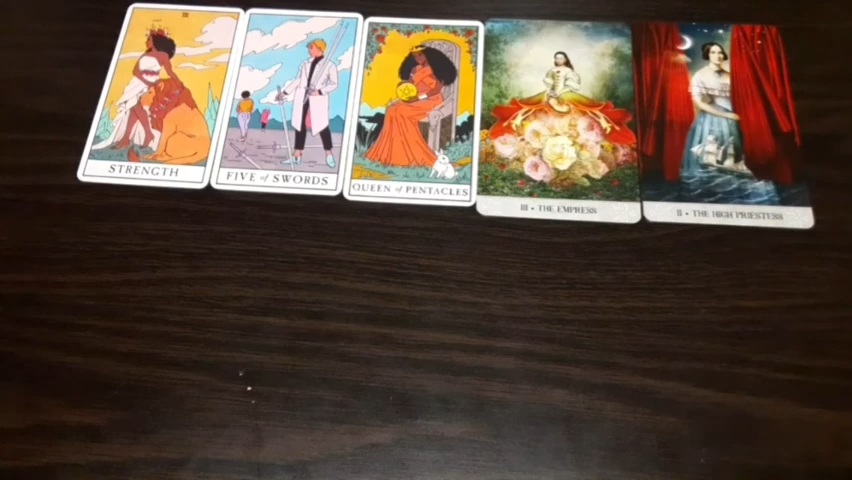 STRENGTH
FIVE of SWORDS
QUEEN of PENTACLES
III • THE EMPRESS
II • THE HIGH PRIESTESS